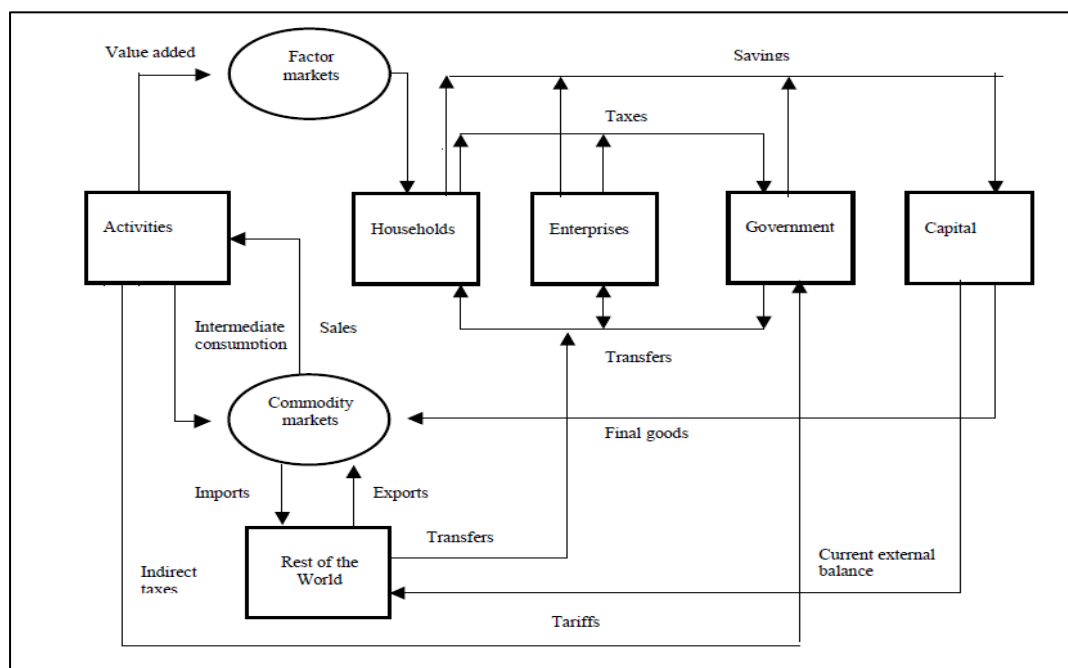 Value added
Factor
markets
Savings
Taxes
Activities
Households
Enterprises
Government
Capital
Intermediate
consumption
Sales
Transfers
Commodity
markets
Final goods
Imports
Exports
Transfers
Rest of the
World
Current external
balance
Indirect
taxes
Tariffs